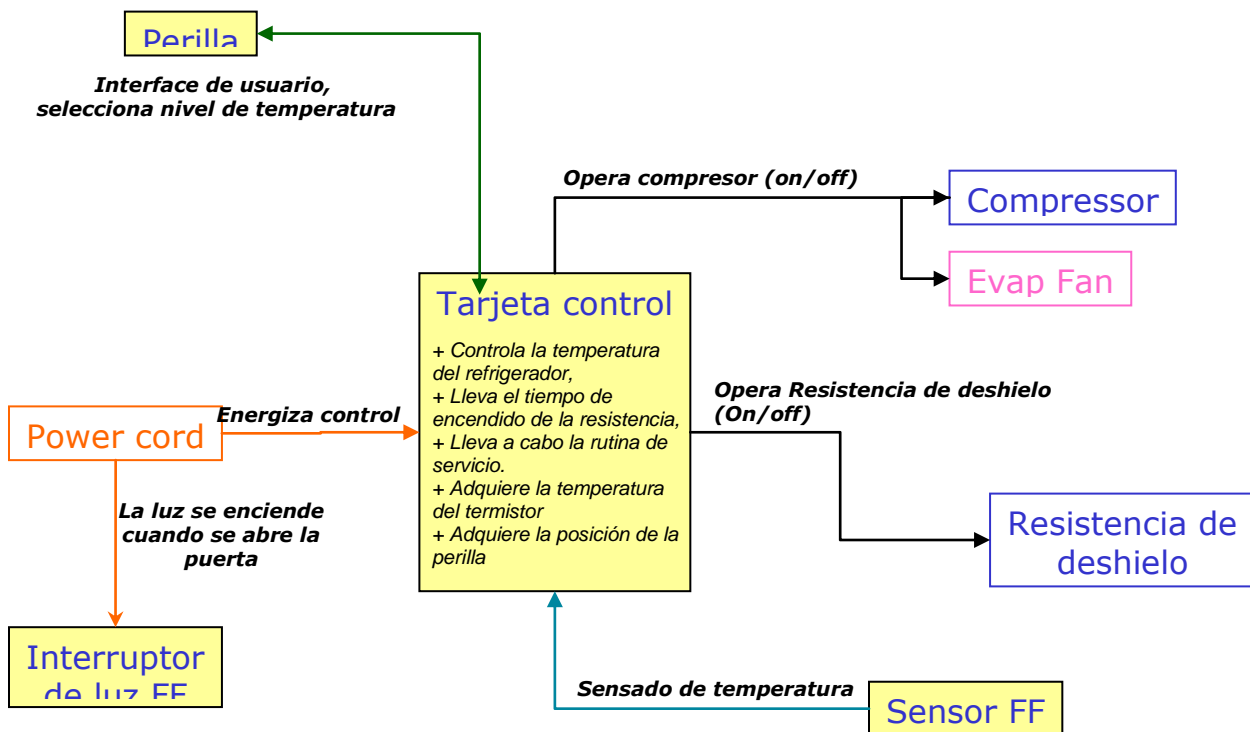 Perilla
Interface de usuario,
selecciona nivel de temperatura
Opera compresor (on/off)
Compressor
Evap Fan
Tarjeta control
+ Controla la temperatura
del refrigerador,
+ Lleva el tiempo de
encendido de la resistencia,
+ Lleva a cabo la rutina de
servicio.
+ Adquiere la temperatura
del termistor
+ Adquiere la posición de la
perilla
Opera Resistencia de deshielo
(On/off)
Energiza control
Power cord
La luz se enciende
cuando se abre la
puerta
Resistencia de
deshielo
Interruptor
de luz FF
Sensado de temperatura
Sensor FF